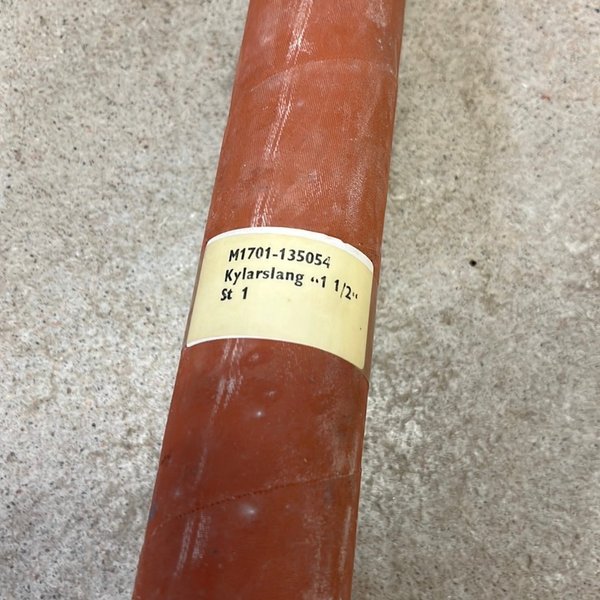 M1701-135054
Kylarslang “1 1/2“
St 1